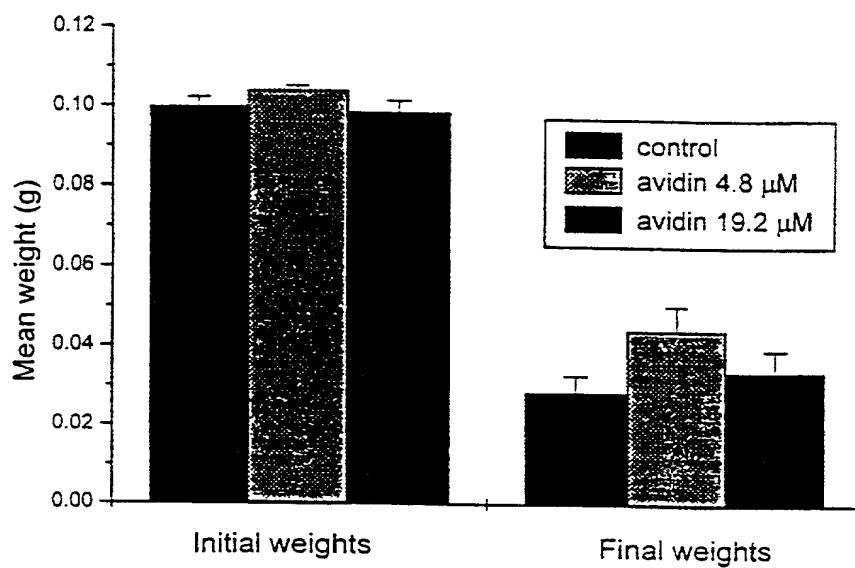 0.12
0.10
0.08
0.06
0.04
0.02
0.00
Mean weight (g)
control
avidin 4.8 μM
avidin 19.2 μM
Initial weights
Final weights